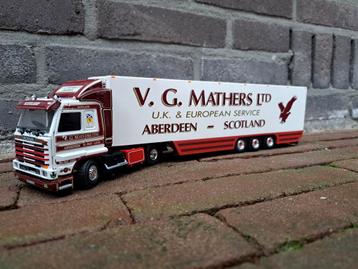 V. G. MATHERS LTD
U.K. & EUROPEAN SERVICE
ABERDEEN – SCOTLAND